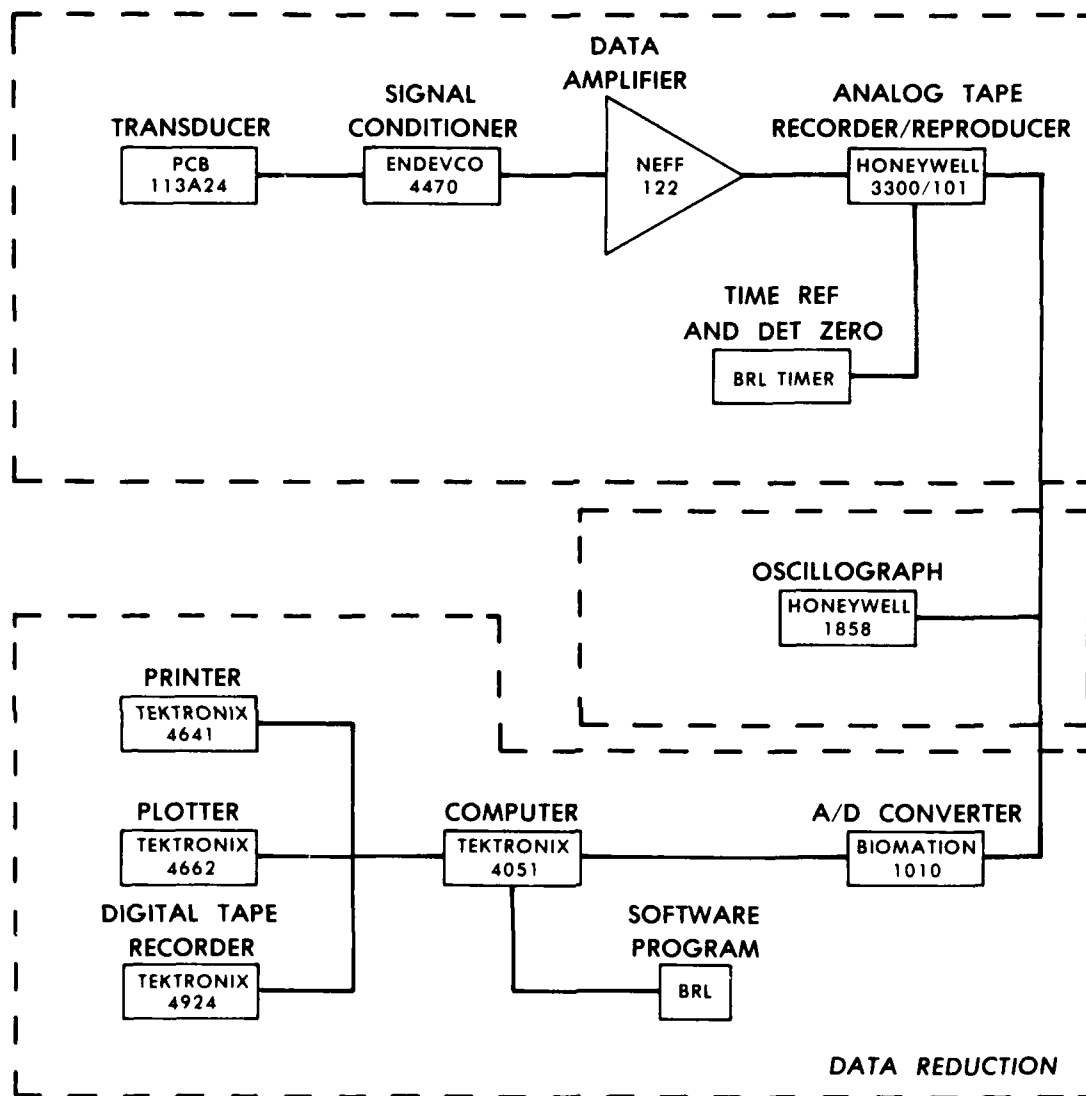 DATA
AMPLIFIER
SIGNAL
CONDITIONER
TRANSDUCER
ANALOG TAPE
RECORDER/REPRODUCER
PCB
113A24
ENDEVCO
4470
NEFF
122
HONEYWELL
3300/101
TIME REF
AND DET ZERO
BRL TIMER
OSCILLOGRAPH
HONEYWELL
1858
PRINTER
TEKTRONIX
4641
PLOTTER
TEKTRONIX
4662
COMPUTER
TEKTRONIX
4051
A/D CONVERTER
BIOMATION
1010
DIGITAL TAPE
RECORDER
TEKTRONIX
4924
SOFTWARE
PROGRAM
BRL
DATA REDUCTION